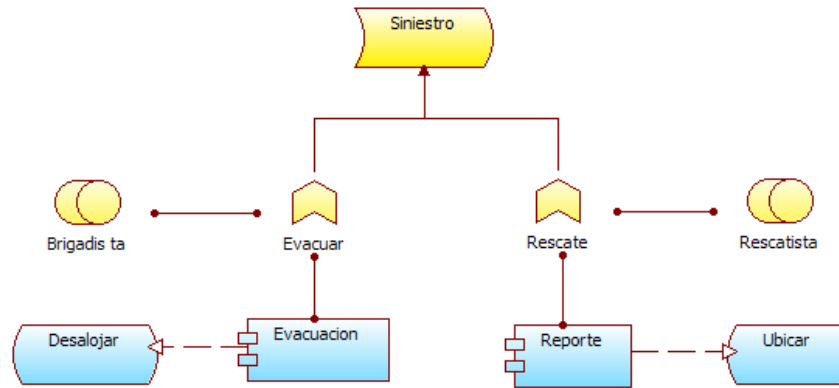 Siniestro
Brigadis ta
Evacuar
Rescate
Rescatista
Desalojar
Evacuacion
Reporte
Ubicar